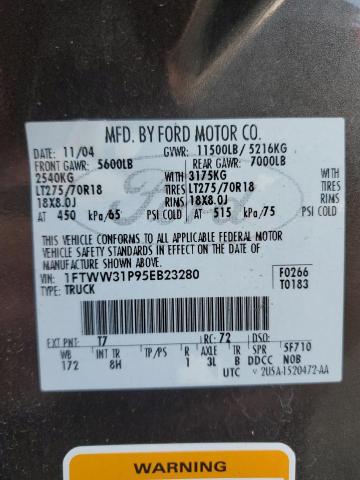 MFD. BY FORD MOTOR CO.
DATE: 11/04 GVWR: 11500LB/ 5216KG
FRONT GAWR: 5600LB REAR GAWR: 7000LB
2540KG WITH 3175KG WITH
LT275/70R18 TIRES LT275/70R18 TIRES
18X8.0J RIMS 18X8.0J RIMS
AT 450 kPa/65 PSI COLD AT 515 kPa/75 PSI COLD
THIS VEHICLE CONFORMS TO ALL APPLICABLE FEDERAL MOTOR
VEHICLE SAFETY STANDARDS IN EFFECT ON THE DATE OF
MANUFACTURE SHOWN ABOVE.
VIN: 1FTWW31P95EB23280 F0266
TYPE: TRUCK T0183
EXT PNT: T7 RC: 72 DSO:
WB INT TR TP/PS R AXLE TR SPR 5F710
172 8H 1 3L B DDCC N0B
UTC ▽ 2U5A-1520472-AA
WARNING